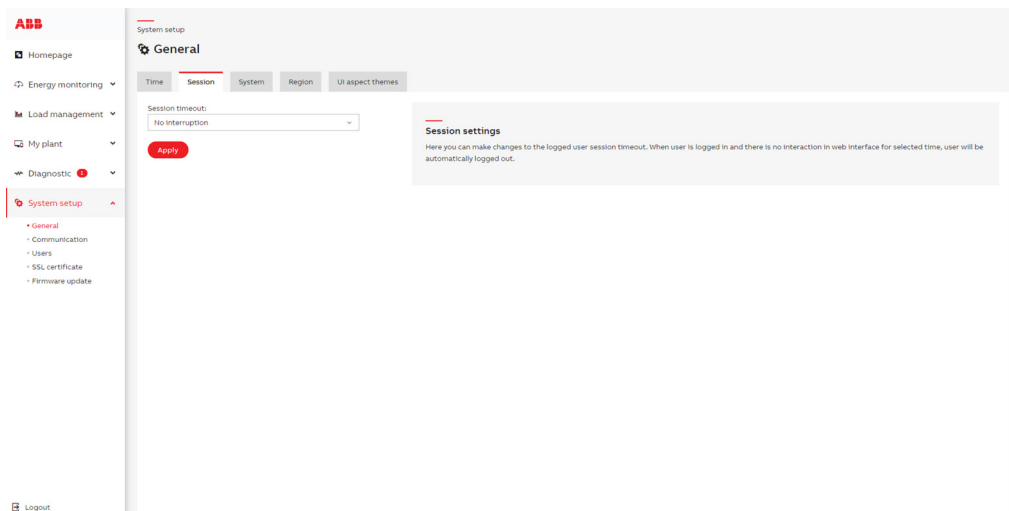 ABB
Homepage
Energy monitoring
Load management
My plant
Diagnostic 1
System setup
General
Communication
Users
SSL certificate
Firmware update
Logout
System setup
General
Time Session System Region UI aspect themes
Session timeout:
No interruption
Apply
Session settings
Here you can make changes to the logged user session timeout. When user is logged in and there is no interaction in web interface for selected time, user will be
automatically logged out.